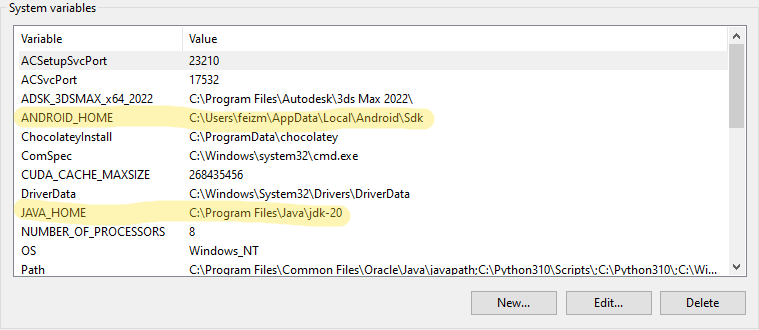 System variables
Variable Value
ACSetupSvcPort 23210
ACSvcPort 17532
ADSK_3DSMAX_x64_2022 C:\Program Files\Autodesk\3ds Max 2022\
ANDROID_HOME C:\Users\feizm\AppData\Local\Android\Sdk
ChocolateyInstall C:\ProgramData\chocolatey
ComSpec C:\Windows\system32\cmd.exe
CUDA_CACHE_MAXSIZE 268435456
DriverData C:\Windows\System32\Drivers\DriverData
JAVA_HOME C:\Program Files\Java\jdk-20
NUMBER_OF_PROCESSORS 8
OS Windows_NT
Path C:\Program Files\Common Files\Oracle\Java\javapath;C:\Python310\Scripts\;C:\Python310\;C:\Wi...
New... Edit... Delete